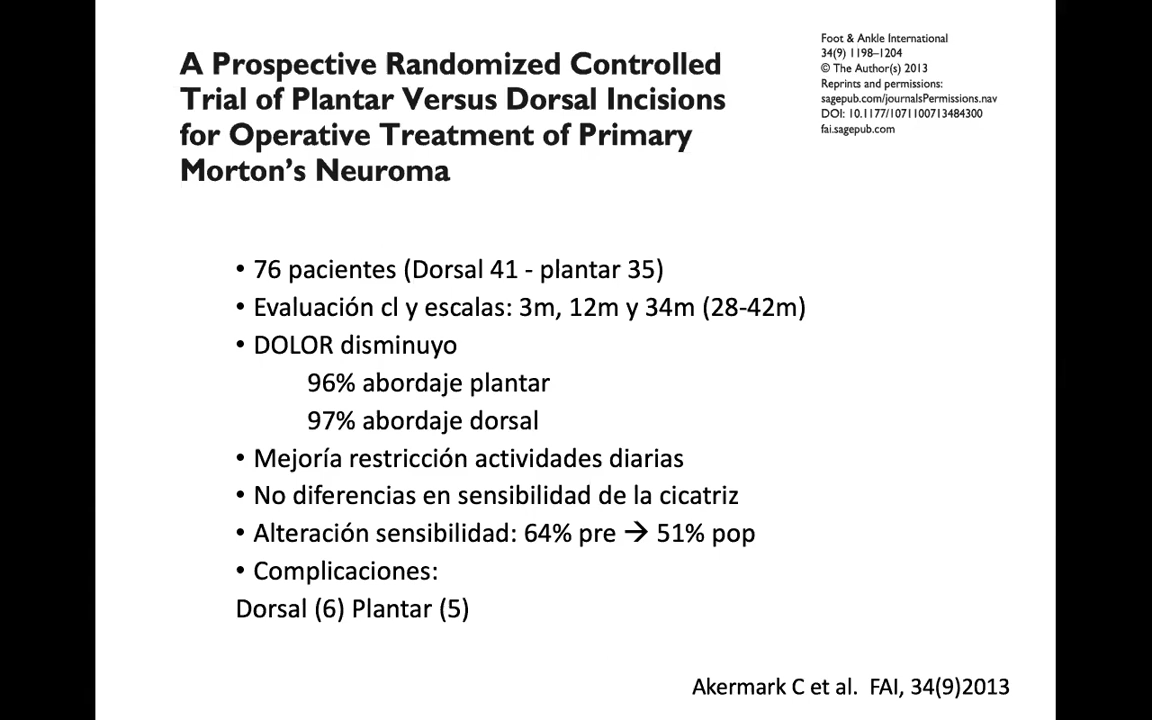 A Prospective Randomized Controlled
Trial of Plantar Versus Dorsal Incisions
for Operative Treatment of Primary
Morton's Neuroma
Foot & Ankle International
34(9) 1198–1204
© The Author(s) 2013
Reprints and permissions:
sagepub.com/journalsPermissions.nav
DOI: 10.1177/1071100713484300
fai.sagepub.com
• 76 pacientes (Dorsal 41 - plantar 35)
• Evaluación cl y escalas: 3m, 12m y 34m (28-42m)
• DOLOR disminuyo
96% abordaje plantar
97% abordaje dorsal
• Mejoría restricción actividades diarias
• No diferencias en sensibilidad de la cicatriz
• Alteración sensibilidad: 64% pre → 51% pop
• Complicaciones:
Dorsal (6) Plantar (5)
Akermark C et al. FAI, 34(9)2013